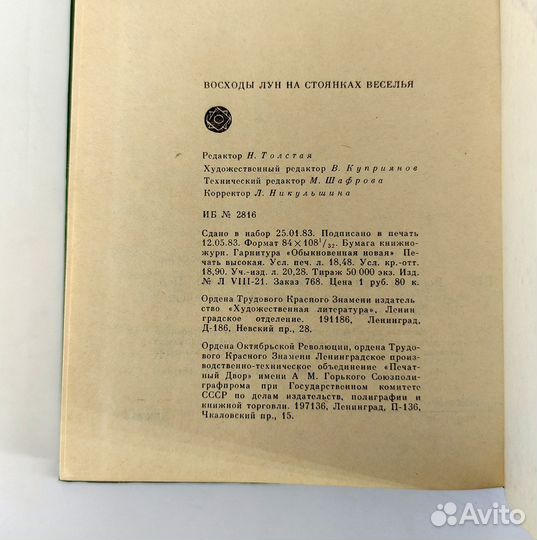 ВОСХОДЫ ЛУН НА СТОЯНКАХ ВЕСЕЛЬЯ
Редактор Н. Толстая
Художественный редактор В. Куприянов
Технический редактор М. Шафрова
Корректор Л. Никульшина
ИБ № 2816
Сдано в набор 25.01.83. Подписано в печать
12.05.83. Формат 84×108¹/₃₂. Бумага книжно-
журн. Гарнитура «Обыкновенная новая» Пе-
чать высокая. Усл. печ. л. 18,48. Усл. кр.-отт.
18,90. Уч.-изд. л. 20,28. Тираж 50 000 экз. Изд.
№ Л VIII-21. Заказ 768. Цена 1 руб. 80 к.
Ордена Трудового Красного Знамени издатель-
ство «Художественная литература», Ленин
градское отделение. 191186, Ленинград,
Д-186, Невский пр., 28.
Ордена Октябрьской Революции, ордена Трудо-
вого Красного Знамени Ленинградское произ-
водственно-техническое объединение «Печат-
ный Двор» имени А. М. Горького Союзполи-
графпрома при Государственном комитете
СССР по делам издательств, полиграфии и
книжной торговли. 197136, Ленинград, П-136,
Чкаловский пр., 15.
Avito